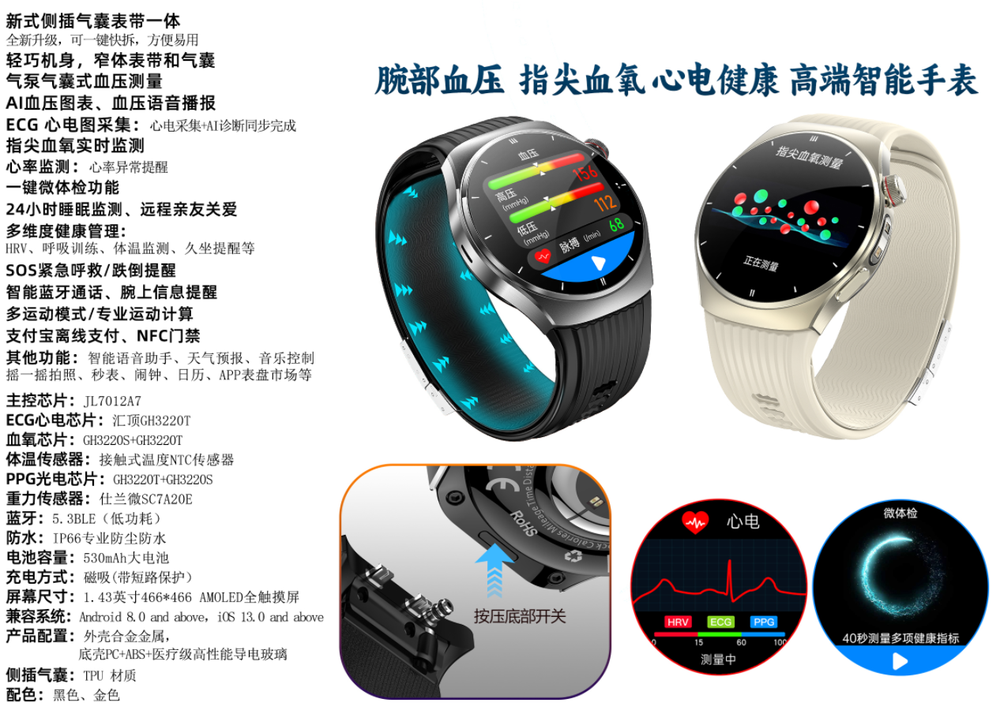 新式侧插气囊表带一体
全新升级，可一键快拆，方便易用
轻巧机身，窄体表带和气囊
气泵气囊式血压测量
AI血压图表、血压语音播报
ECG 心电图采集：心电采集+AI诊断同步完成
指尖血氧实时监测
心率监测：心率异常提醒
一键微体检功能
24小时睡眠监测、远程亲友关爱
多维度健康管理：
HRV、呼吸训练、体温监测、久坐提醒等
SOS紧急呼救/跌倒提醒
智能蓝牙通话、腕上信息提醒
多运动模式/专业运动计算
支付宝离线支付、NFC门禁
其他功能：智能语音助手、天气预报、音乐控制
摇一摇拍照、秒表、闹钟、日历、APP表盘市场等
主控芯片：JL7012A7
ECG心电芯片：汇顶GH3220T
血氧芯片：GH3220S+GH3220T
体温传感器：接触式温度NTC传感器
PPG光电芯片：GH3220T+GH3220S
重力传感器：仕兰微SC7A20E
蓝牙：5.3BLE（低功耗）
防水：IP66专业防尘防水
电池容量：530mAh大电池
充电方式：磁吸(带短路保护）
屏幕尺寸：1.43英寸466*466 AMOLED全触摸屏
兼容系统：Android 8.0 and above，iOS 13.0 and above
产品配置：外壳合金金属，
底壳PC+ABS+医疗级高性能导电玻璃
侧插气囊：TPU 材质
配色：黑色、金色
腕部血压 指尖血氧 心电健康 高端智能手表
血压
156
高压
(mmHg)
112
低压
(mmHg)
脉搏 (/min) 68
指尖血氧测量
正在测量
CE
RoHS
Mileage Time Dista
ck Calories
按压底部开关
心电
HRV ECG PPG
0 15 60 100
测量中
微体检
40秒测量多项健康指标